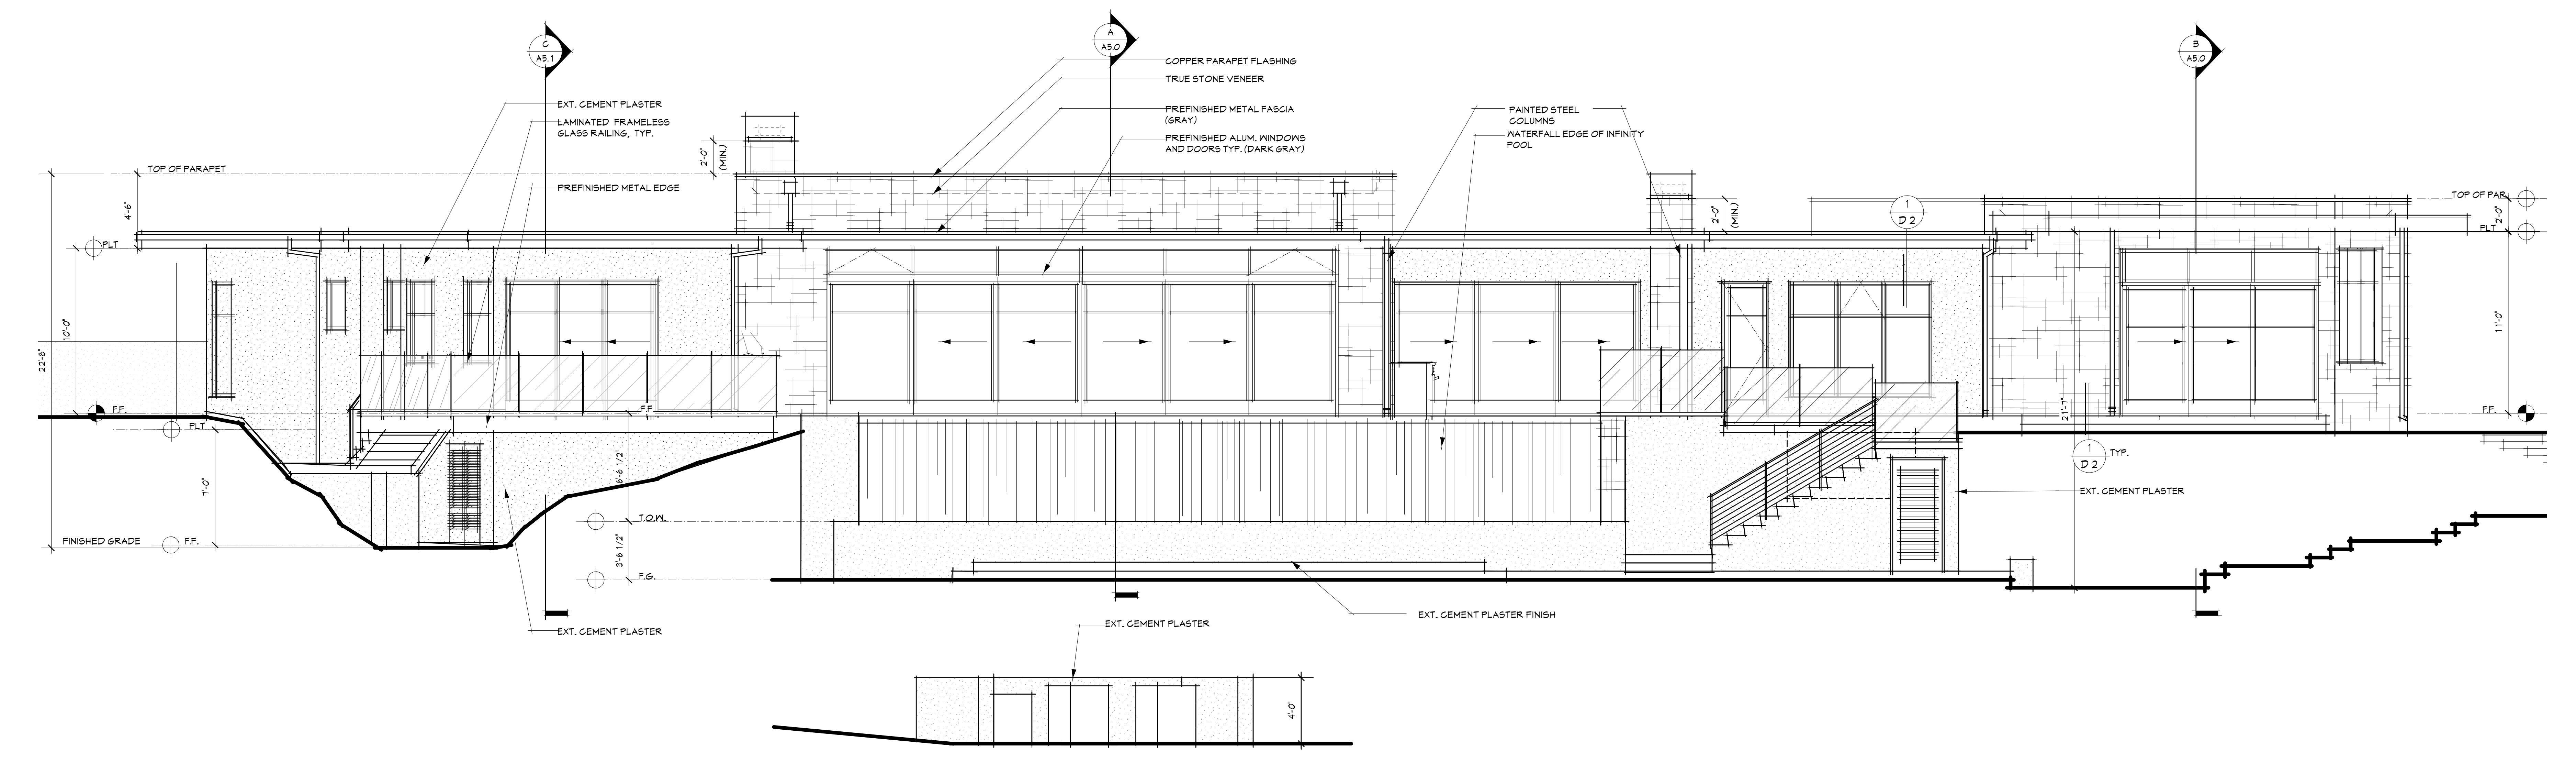 C
A5.1
A
A5.0
B
A5.0
COPPER PARAPET FLASHING
TRUE STONE VENEER
PREFINISHED METAL FASCIA
(GRAY)
PREFINISHED ALUM. WINDOWS
AND DOORS TYP. (DARK GRAY)
EXT. CEMENT PLASTER
LAMINATED FRAMELESS
GLASS RAILING, TYP.
PREFINISHED METAL EDGE
PAINTED STEEL
COLUMNS
WATERFALL EDGE OF INFINITY
POOL
2'-0"
(MIN.)
2'-0"
(MIN.)
1
D2
TOP OF PARAPET
4'-6"
PLT
10'-0"
22'-8"
F.F.
PLT
7'-0"
FINISHED GRADE
F.F.
F.F.
6'-6 1/2"
T.O.W.
3'-6 1/2"
F.G.
TOP OF PAR.
2'-0"
PLT
11'-0"
F.F.
21'-7"
1
D2
TYP.
EXT. CEMENT PLASTER
EXT. CEMENT PLASTER
EXT. CEMENT PLASTER FINISH
EXT. CEMENT PLASTER
4'-0"